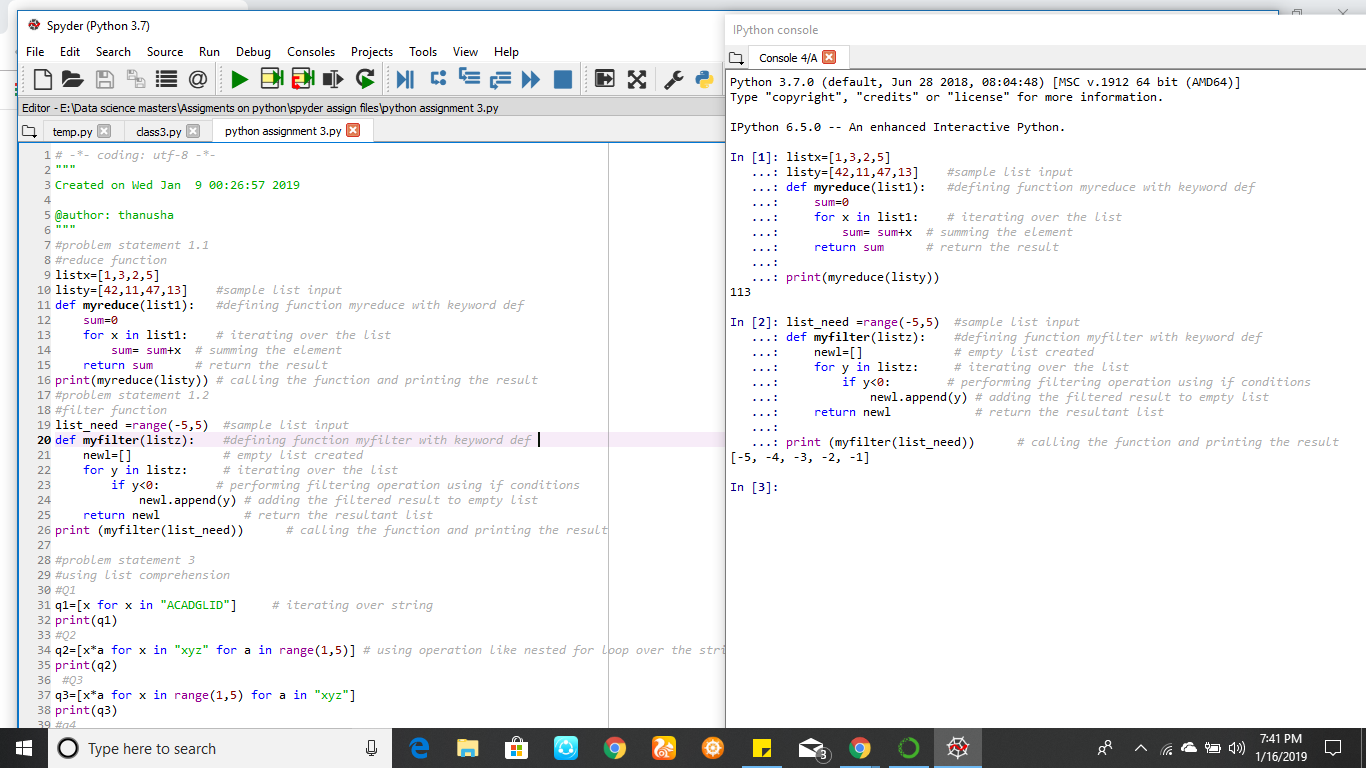 Spyder (Python 3.7)
File Edit Search Source Run Debug Consoles Projects Tools View Help
Editor - E:\Data science masters\Assigments on python\spyder assign files\python assignment 3.py
temp.py class3.py python assignment 3.py
1 # -*- coding: utf-8 -*-
2 """
3 Created on Wed Jan  9 00:26:57 2019
4
5 @author: thanusha
6 """
7 #problem statement 1.1
8 #reduce function
9 listx=[1,3,2,5]
10 listy=[42,11,47,13]    #sample list input
11 def myreduce(list1):   #defining function myreduce with keyword def
12     sum=0
13     for x in list1:    # iterating over the list
14         sum= sum+x  # summing the element
15     return sum      # return the result
16 print(myreduce(listy)) # calling the function and printing the result
17 #problem statement 1.2
18 #filter function
19 list_need =range(-5,5)  #sample list input
20 def myfilter(listz):    #defining function myfilter with keyword def
21     newl=[]             # empty list created
22     for y in listz:     # iterating over the list
23         if y<0:        # performing filtering operation using if conditions
24             newl.append(y) # adding the filtered result to empty list
25     return newl            # return the resultant list
26 print (myfilter(list_need))      # calling the function and printing the result
27
28 #problem statement 3
29 #using list comprehension
30 #Q1
31 q1=[x for x in "ACADGLID"]     # iterating over string
32 print(q1)
33 #Q2
34 q2=[x*a for x in "xyz" for a in range(1,5)] # using operation like nested for loop over the stri
35 print(q2)
36  #Q3
37 q3=[x*a for x in range(1,5) for a in "xyz"]
38 print(q3)
39 #q4
IPython console
Console 4/A
Python 3.7.0 (default, Jun 28 2018, 08:04:48) [MSC v.1912 64 bit (AMD64)]
Type "copyright", "credits" or "license" for more information.
IPython 6.5.0 -- An enhanced Interactive Python.
In [1]: listx=[1,3,2,5]
   ...: listy=[42,11,47,13]    #sample list input
   ...: def myreduce(list1):   #defining function myreduce with keyword def
   ...:     sum=0
   ...:     for x in list1:    # iterating over the list
   ...:         sum= sum+x  # summing the element
   ...:     return sum      # return the result
   ...:
   ...: print(myreduce(listy))
113
In [2]: list_need =range(-5,5)  #sample list input
   ...: def myfilter(listz):    #defining function myfilter with keyword def
   ...:     newl=[]             # empty list created
   ...:     for y in listz:     # iterating over the list
   ...:         if y<0:        # performing filtering operation using if conditions
   ...:             newl.append(y) # adding the filtered result to empty list
   ...:     return newl            # return the resultant list
   ...:
   ...: print (myfilter(list_need))      # calling the function and printing the result
[-5, -4, -3, -2, -1]
In [3]:
Type here to search
3
7:41 PM
1/16/2019